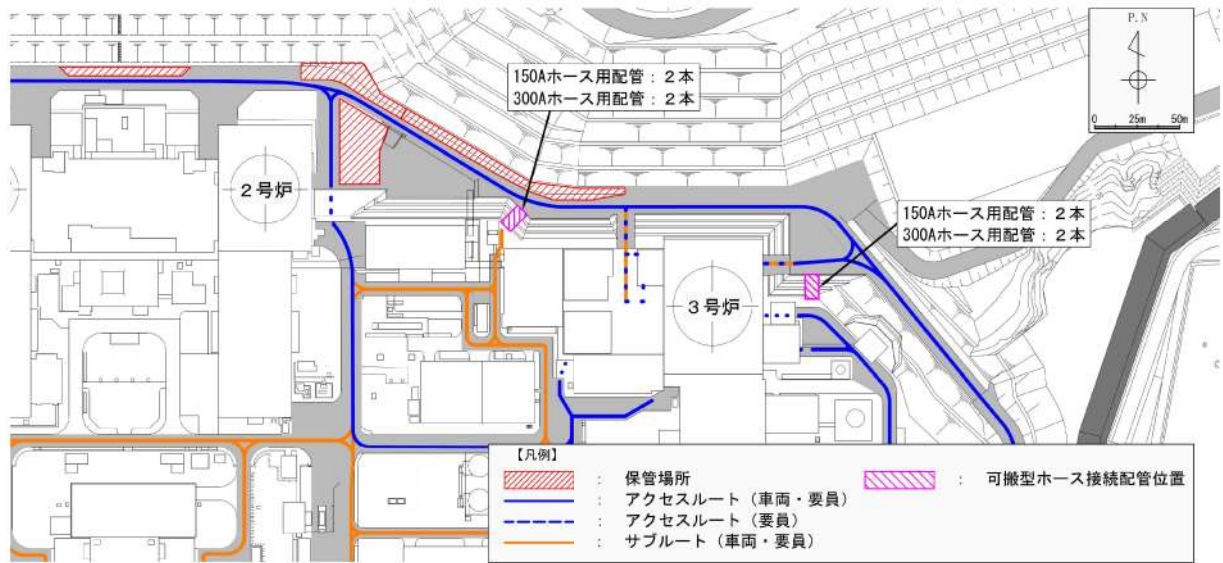 P.N
0 25m 50m
150Aホース用配管：２本
300Aホース用配管：２本
２号炉
150Aホース用配管：２本
300Aホース用配管：２本
３号炉
【凡例】
： 保管場所
： 可搬型ホース接続配管位置
： アクセスルート（車両・要員）
： アクセスルート（要員）
： サブルート（車両・要員）